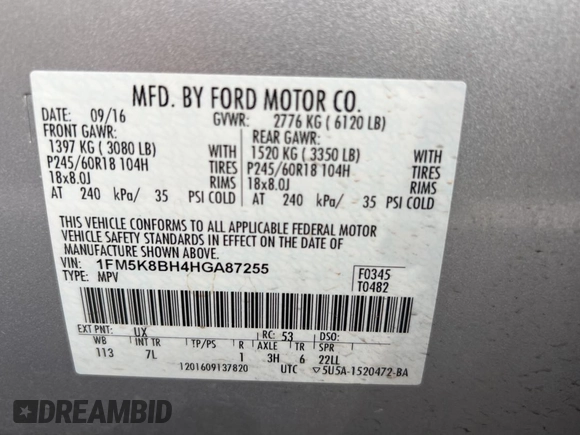 MFD. BY FORD MOTOR CO.
DATE: 09/16 GVWR: 2776 KG ( 6120 LB)
FRONT GAWR: REAR GAWR:
1397 KG ( 3080 LB) WITH 1520 KG ( 3350 LB) WITH
P245/60R18 104H TIRES P245/60R18 104H TIRES
18x8.0J RIMS 18x8.0J RIMS
AT 240 kPa/ 35 PSI COLD AT 240 kPa/ 35 PSI COLD
THIS VEHICLE CONFORMS TO ALL APPLICABLE FEDERAL MOTOR
VEHICLE SAFETY STANDARDS IN EFFECT ON THE DATE OF
MANUFACTURE SHOWN ABOVE.
VIN: 1FM5K8BH4HGA87255 F0345
TYPE: MPV T0482
EXT PNT: UX RC: 53 DSO:
WB INT TR TP/PS R AXLE TR SPR
113 7L 1 3H 6 22LL
1201609137820 UTC ▽5U5A-1520472-BA
DREAMBID